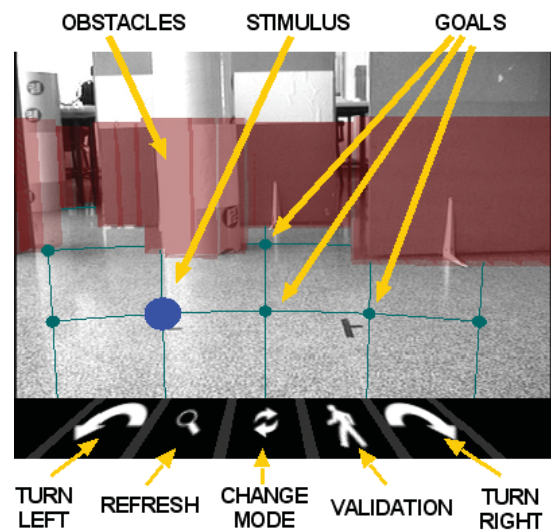 OBSTACLES STIMULUS GOALS
TURN LEFT
REFRESH
CHANGE MODE
VALIDATION
TURN RIGHT